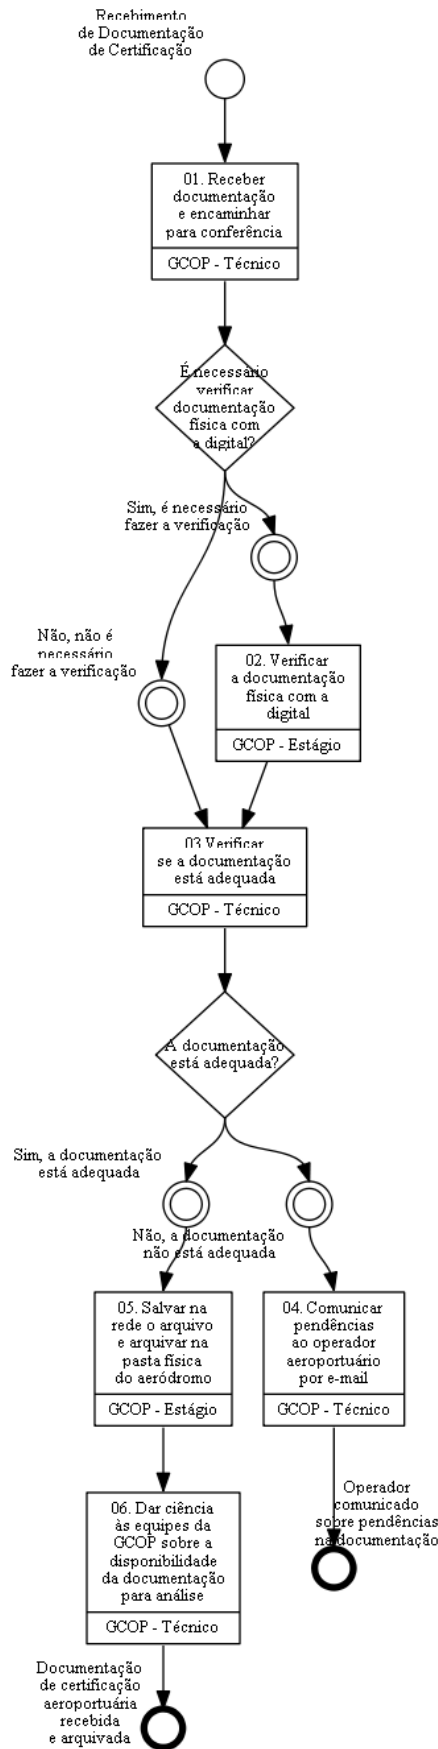 Recebimento
de Documentação
de Certificação
01. Receber
documentação
e encaminhar
para conferência
GCOP - Técnico
É necessário
verificar
documentação
física com
a digital?
Sim, é necessário
fazer a verificação
Não, não é
necessário
fazer a verificação
02. Verificar
a documentação
física com a
digital
GCOP - Estágio
03 Verificar
se a documentação
está adequada
GCOP - Técnico
A documentação
está adequada?
Sim, a documentação
está adequada
Não, a documentação
não está adequada
05. Salvar na
rede o arquivo
e arquivar na
pasta física
do aeródromo
GCOP - Estágio
04. Comunicar
pendências
ao operador
aeroportuário
por e-mail
GCOP - Técnico
Operador
comunicado
sobre pendências
na documentação
06. Dar ciência
às equipes da
GCOP sobre a
disponibilidade
da documentação
para análise
GCOP - Técnico
Documentação
de certificação
aeroportuária
recebida
e arquivada